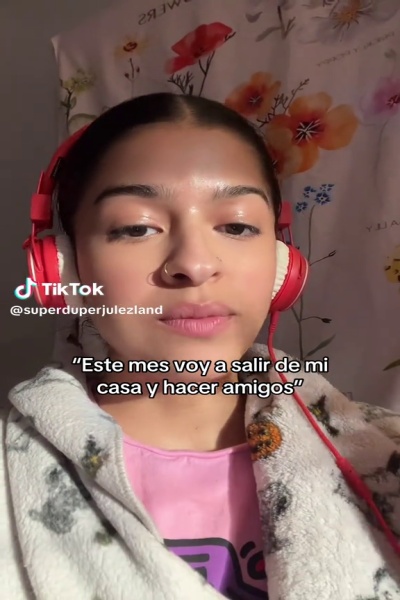 TikTok
@superduperjulezland
"Este mes voy a salir de mi
casa y hacer amigos"